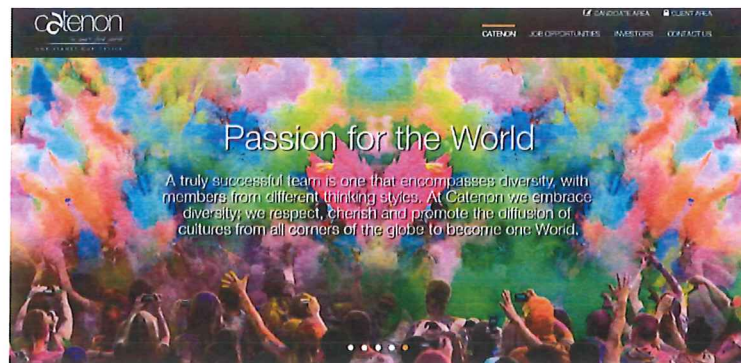 catenon
CANDIDATE AREA CLIENT AREA
CATENON JOB OPPORTUNITIES INVESTORS CONTACT US
Passion for the World
A truly successful team is one that encompasses diversity, with
members from different thinking styles. At Catenon we embrace
diversity; we respect, cherish and promote the diffusion of
cultures from all corners of the globe to become one World.